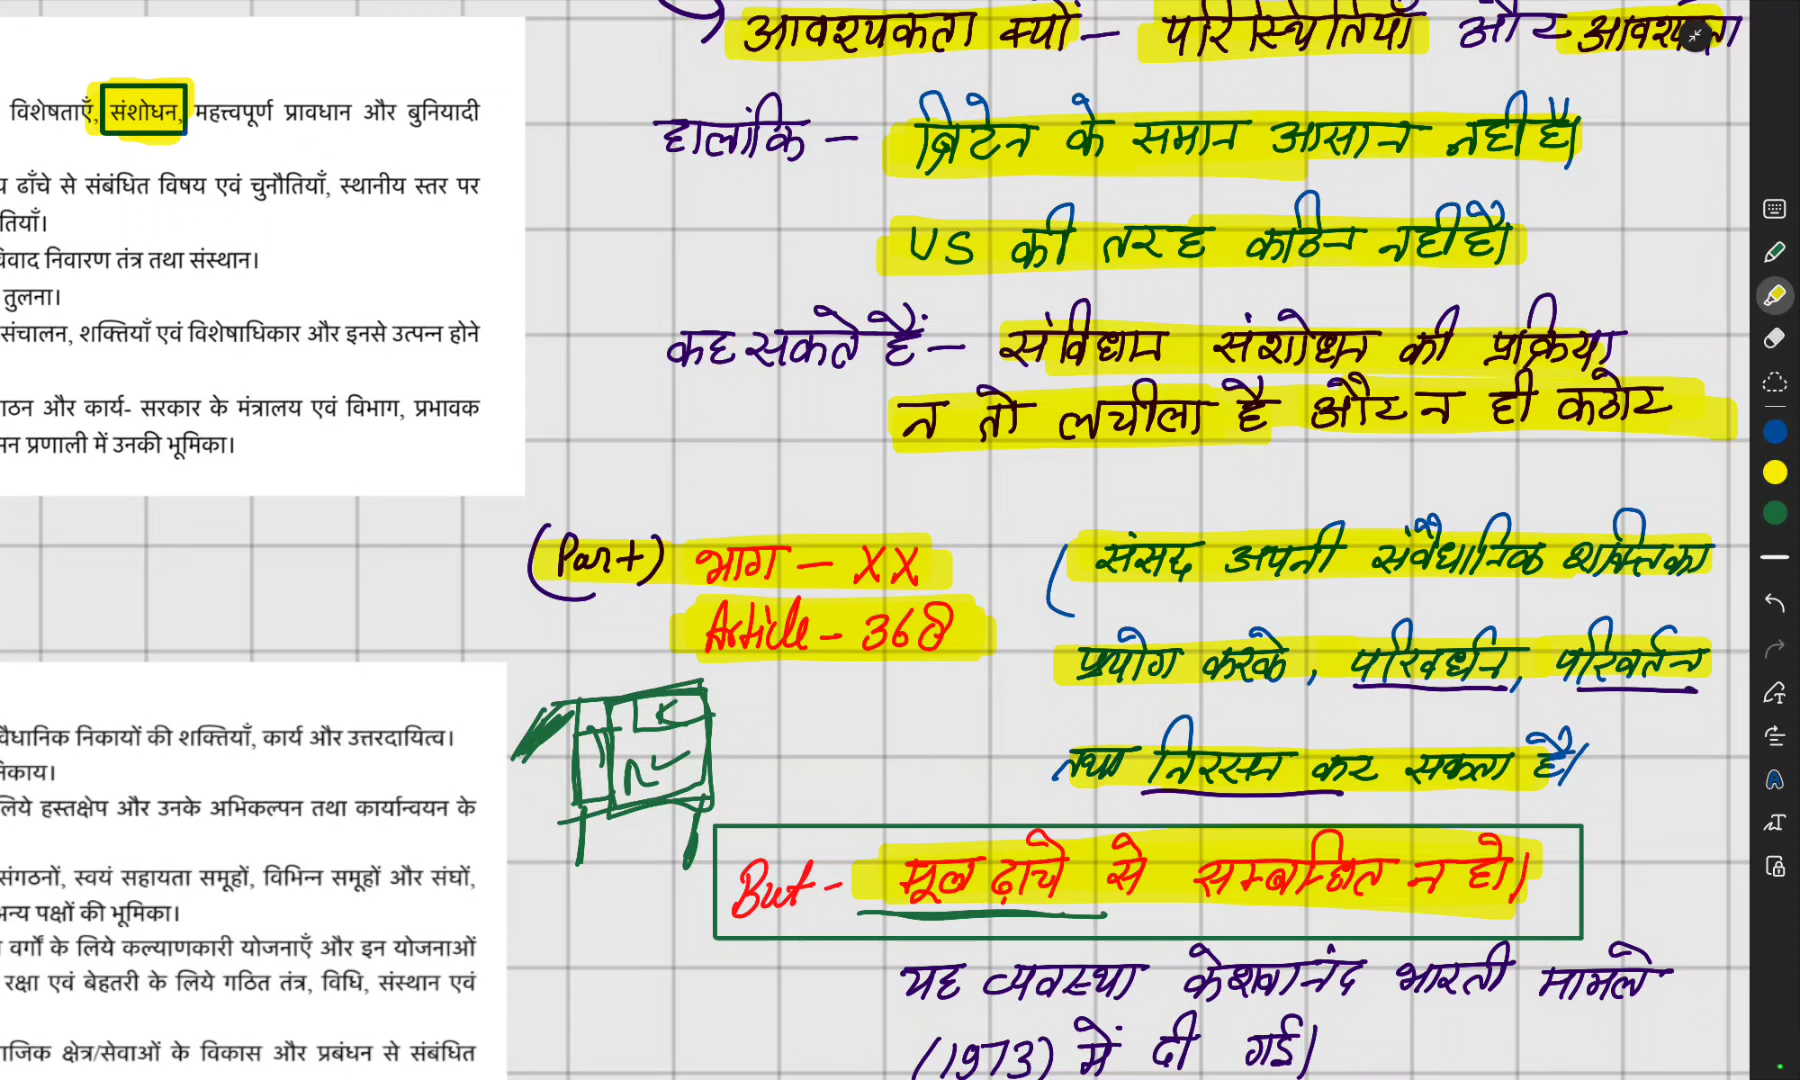 आवश्यकता क्यों – परिस्थितियाँ और
विशेषताएँ, संशोधन, महत्त्वपूर्ण प्रावधान और बुनियादी
हालांकि – ब्रिटेन के समान आसान नहीं है।
ढाँचे से संबंधित विषय एवं चुनौतियाँ, स्थानीय स्तर पर
तियाँ।
US की तरह कठिन नहीं है।
विवाद निवारण तंत्र तथा संस्थान।
तुलना।
संचालन, शक्तियाँ एवं विशेषाधिकार और इनसे उत्पन्न होने
कह सकते हैं – संविधान संशोधन की प्रक्रिया
न तो लचीला है और न ही कठोर
और कार्य- सरकार के मंत्रालय एवं विभाग, प्रभावक
प्रणाली में उनकी भूमिका।
(Part) भाग – XX
Article – 368
(संसद अपनी संवैधानिक शक्ति का
प्रयोग करके, परिवर्धन, परिवर्तन
तथा निरसन कर सकता है।
वैधानिक निकायों की शक्तियाँ, कार्य और उत्तरदायित्व।
निकाय।
लिये हस्तक्षेप और उनके अभिकल्पन तथा कार्यान्वयन के
But – मूल ढ़ाचे से सम्बन्धित न हो।
संगठनों, स्वयं सहायता समूहों, विभिन्न समूहों और संघों,
अन्य पक्षों की भूमिका।
वर्गों के लिये कल्याणकारी योजनाएँ और इन योजनाओं
रक्षा एवं बेहतरी के लिये गठित तंत्र, विधि, संस्थान एवं
यह व्यवस्था केशवानंद भारती मामले
(1973) में दी गई।
क्षेत्र/सेवाओं के विकास और प्रबंधन से संबंधित